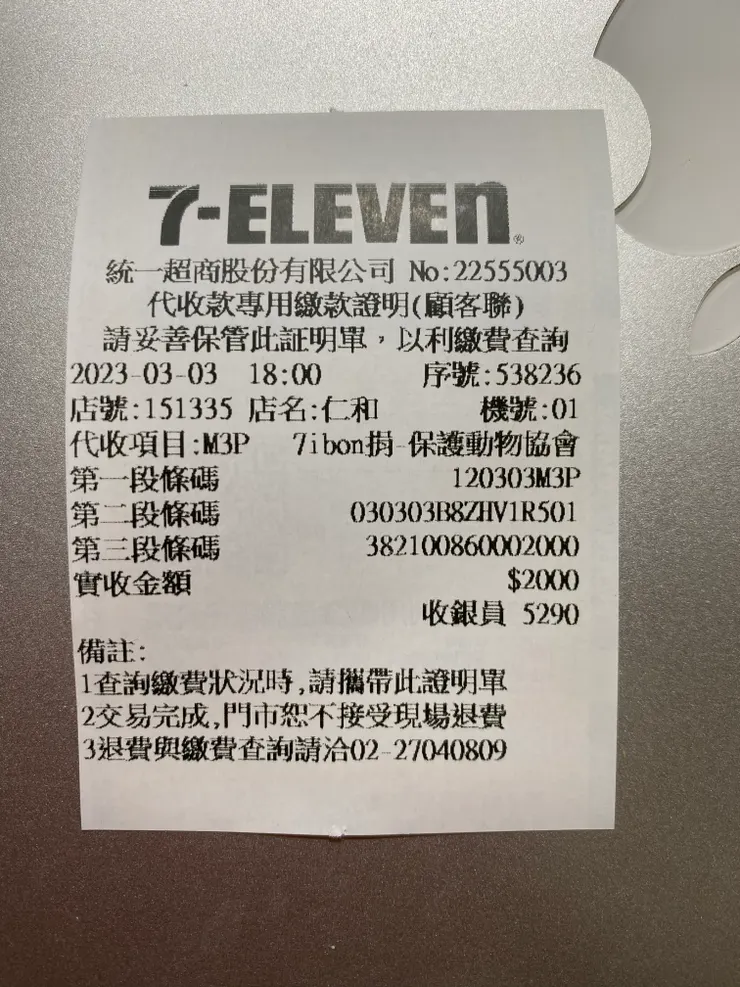 7-ELEVEN®
統一超商股份有限公司 No:22555003
代收款專用繳款證明(顧客聯)
請妥善保管此証明單，以利繳費查詢
2023-03-03 18:00 序號:538236
店號:151335 店名:仁和 機號:01
代收項目:M3P 7ibon捐-保護動物協會
第一段條碼 120303M3P
第二段條碼 030303B8ZHV1R501
第三段條碼 382100860002000
實收金額 $2000
收銀員 5290
備註:
1查詢繳費狀況時,請攜帶此證明單
2交易完成,門市恕不接受現場退費
3退費與繳費查詢請洽02-27040809